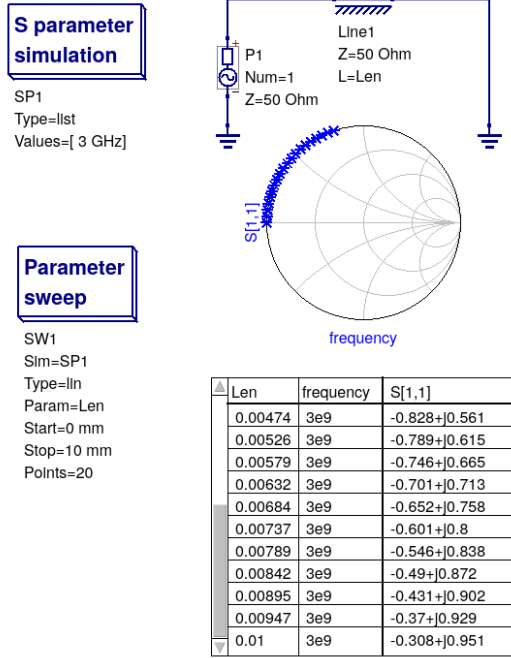 S parameter
simulation
SP1
Type=list
Values=[ 3 GHz]
P1
Num=1
Z=50 Ohm
Line1
Z=50 Ohm
L=Len
S[1,1]
frequency
Parameter
sweep
SW1
Sim=SP1
Type=lin
Param=Len
Start=0 mm
Stop=10 mm
Points=20
Len frequency S[1,1]
0.00474 3e9 -0.828+j0.561
0.00526 3e9 -0.789+j0.615
0.00579 3e9 -0.746+j0.665
0.00632 3e9 -0.701+j0.713
0.00684 3e9 -0.652+j0.758
0.00737 3e9 -0.601+j0.8
0.00789 3e9 -0.546+j0.838
0.00842 3e9 -0.49+j0.872
0.00895 3e9 -0.431+j0.902
0.00947 3e9 -0.37+j0.929
0.01 3e9 -0.308+j0.951